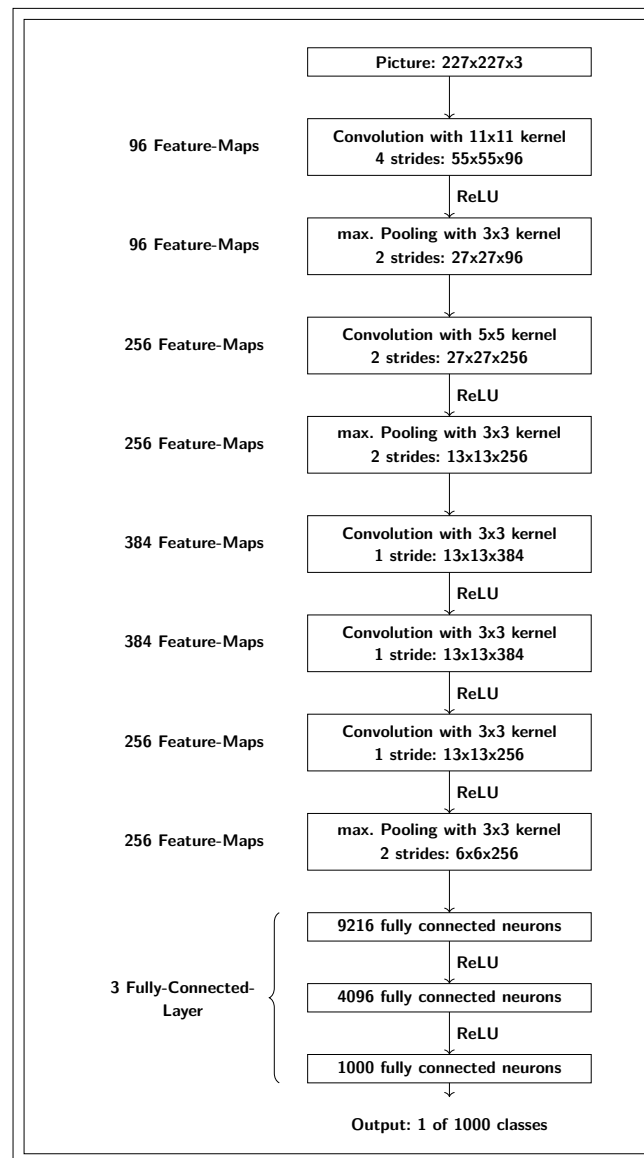 Picture: 227x227x3
96 Feature-Maps
Convolution with 11x11 kernel
4 strides: 55x55x96
ReLU
96 Feature-Maps
max. Pooling with 3x3 kernel
2 strides: 27x27x96
256 Feature-Maps
Convolution with 5x5 kernel
2 strides: 27x27x256
ReLU
256 Feature-Maps
max. Pooling with 3x3 kernel
2 strides: 13x13x256
384 Feature-Maps
Convolution with 3x3 kernel
1 stride: 13x13x384
ReLU
384 Feature-Maps
Convolution with 3x3 kernel
1 stride: 13x13x384
ReLU
256 Feature-Maps
Convolution with 3x3 kernel
1 stride: 13x13x256
ReLU
256 Feature-Maps
max. Pooling with 3x3 kernel
2 strides: 6x6x256
9216 fully connected neurons
ReLU
3 Fully-Connected-
Layer
4096 fully connected neurons
ReLU
1000 fully connected neurons
Output: 1 of 1000 classes